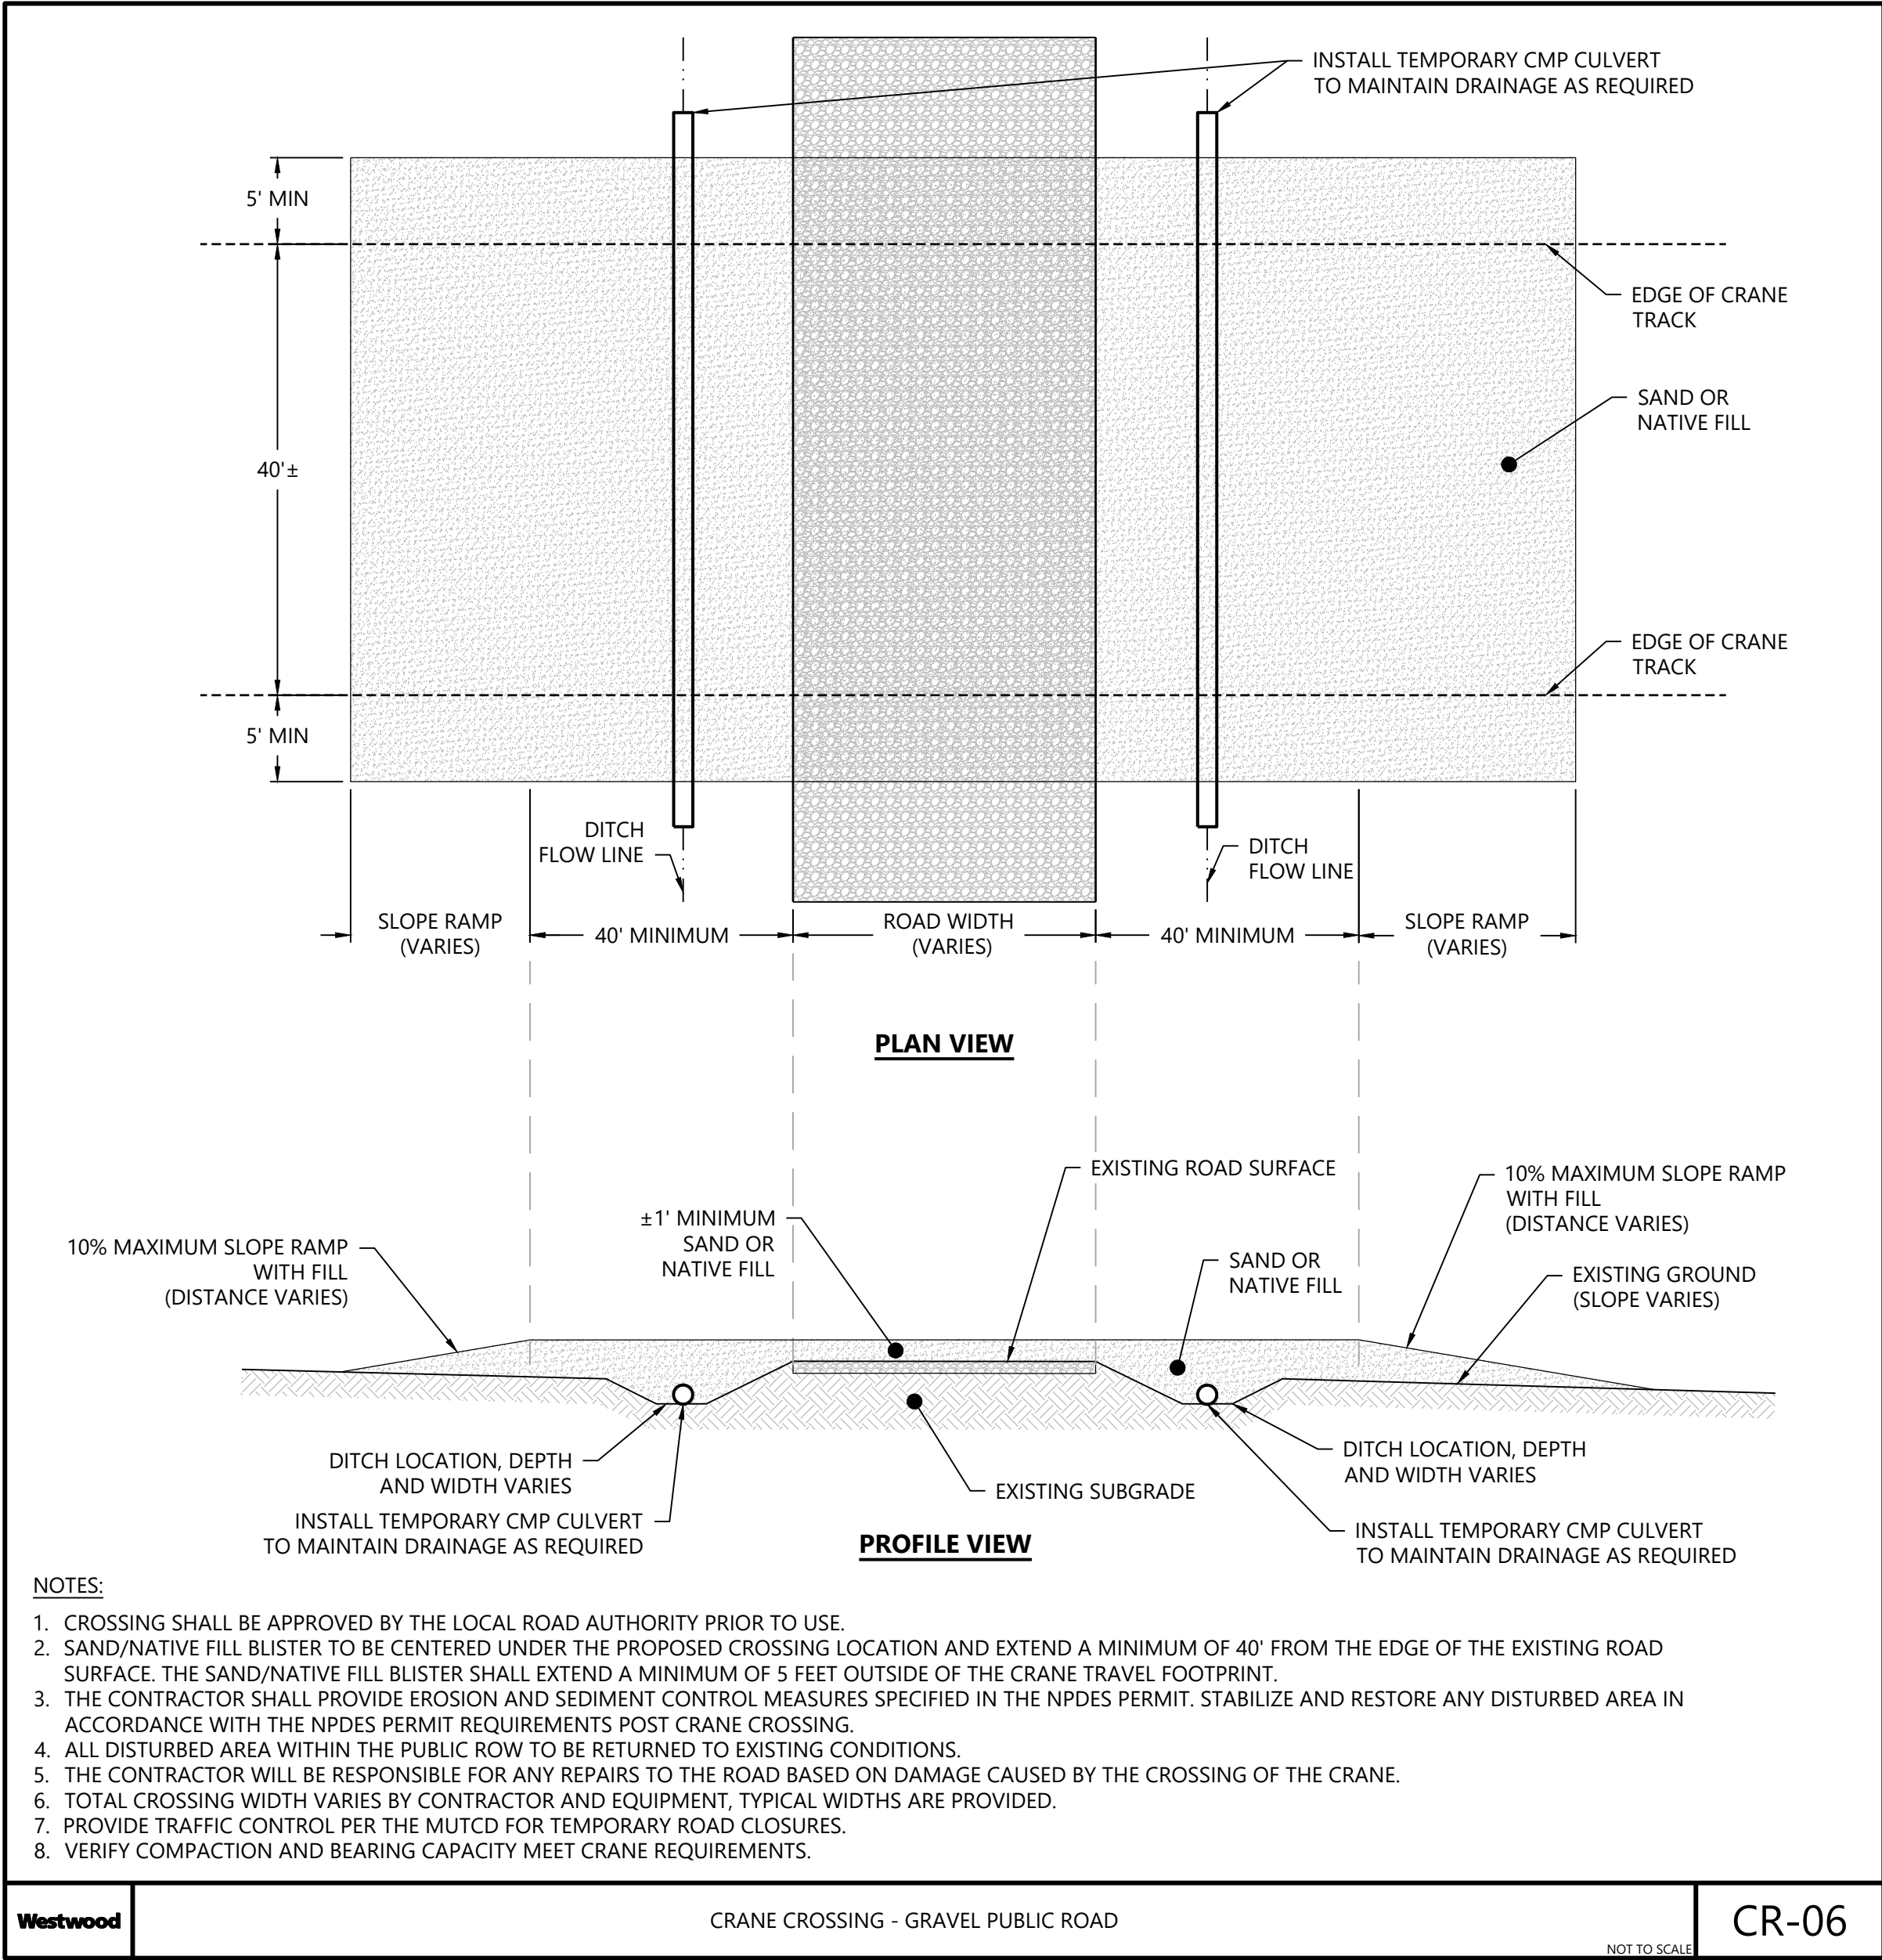 INSTALL TEMPORARY CMP CULVERT
TO MAINTAIN DRAINAGE AS REQUIRED
5' MIN
EDGE OF CRANE
TRACK
SAND OR
NATIVE FILL
40'±
EDGE OF CRANE
TRACK
5' MIN
DITCH
FLOW LINE
DITCH
FLOW LINE
SLOPE RAMP
(VARIES)
40' MINIMUM
ROAD WIDTH
(VARIES)
40' MINIMUM
SLOPE RAMP
(VARIES)
PLAN VIEW
EXISTING ROAD SURFACE
10% MAXIMUM SLOPE RAMP
WITH FILL
(DISTANCE VARIES)
±1' MINIMUM
SAND OR
NATIVE FILL
10% MAXIMUM SLOPE RAMP
WITH FILL
(DISTANCE VARIES)
SAND OR
NATIVE FILL
EXISTING GROUND
(SLOPE VARIES)
DITCH LOCATION, DEPTH
AND WIDTH VARIES
DITCH LOCATION, DEPTH
AND WIDTH VARIES
EXISTING SUBGRADE
INSTALL TEMPORARY CMP CULVERT
TO MAINTAIN DRAINAGE AS REQUIRED
INSTALL TEMPORARY CMP CULVERT
TO MAINTAIN DRAINAGE AS REQUIRED
PROFILE VIEW
NOTES:
1. CROSSING SHALL BE APPROVED BY THE LOCAL ROAD AUTHORITY PRIOR TO USE.
2. SAND/NATIVE FILL BLISTER TO BE CENTERED UNDER THE PROPOSED CROSSING LOCATION AND EXTEND A MINIMUM OF 40' FROM THE EDGE OF THE EXISTING ROAD
SURFACE. THE SAND/NATIVE FILL BLISTER SHALL EXTEND A MINIMUM OF 5 FEET OUTSIDE OF THE CRANE TRAVEL FOOTPRINT.
3. THE CONTRACTOR SHALL PROVIDE EROSION AND SEDIMENT CONTROL MEASURES SPECIFIED IN THE NPDES PERMIT. STABILIZE AND RESTORE ANY DISTURBED AREA IN
ACCORDANCE WITH THE NPDES PERMIT REQUIREMENTS POST CRANE CROSSING.
4. ALL DISTURBED AREA WITHIN THE PUBLIC ROW TO BE RETURNED TO EXISTING CONDITIONS.
5. THE CONTRACTOR WILL BE RESPONSIBLE FOR ANY REPAIRS TO THE ROAD BASED ON DAMAGE CAUSED BY THE CROSSING OF THE CRANE.
6. TOTAL CROSSING WIDTH VARIES BY CONTRACTOR AND EQUIPMENT, TYPICAL WIDTHS ARE PROVIDED.
7. PROVIDE TRAFFIC CONTROL PER THE MUTCD FOR TEMPORARY ROAD CLOSURES.
8. VERIFY COMPACTION AND BEARING CAPACITY MEET CRANE REQUIREMENTS.
Westwood
CRANE CROSSING - GRAVEL PUBLIC ROAD
NOT TO SCALE
CR-06